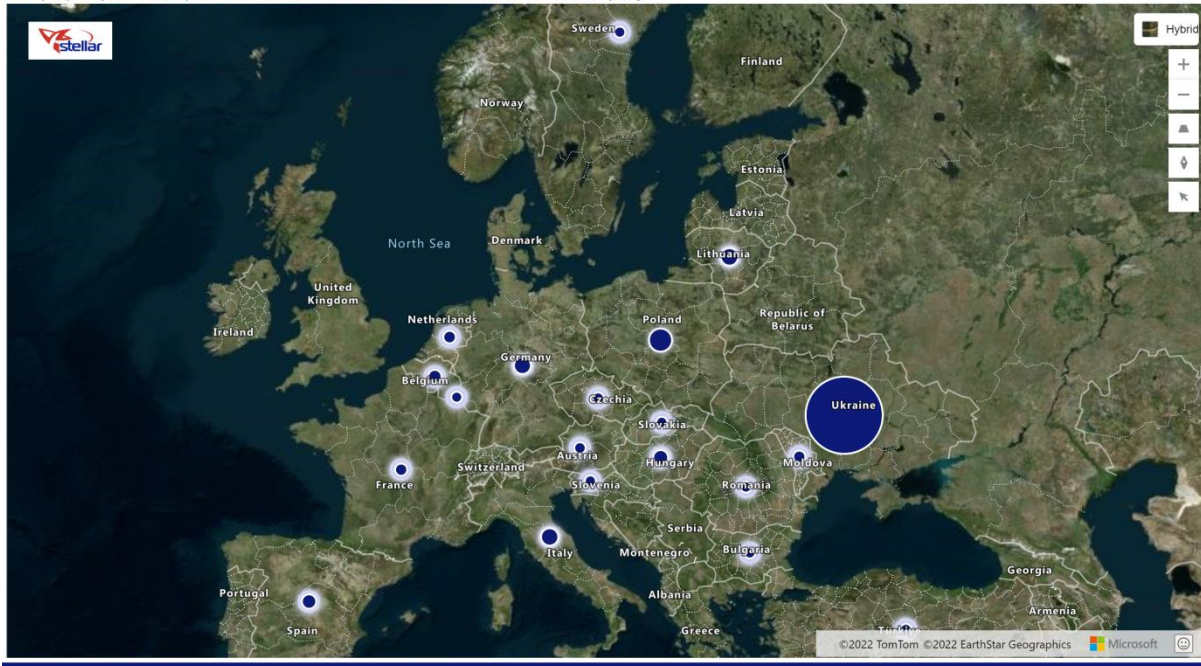 Sweden
stellar
Hybrid
Finland
Norway
Estonia
Latvia
North Sea
Denmark
Lithuania
United
Kingdom
Ireland
Netherlands
Poland
Republic of
Belarus
Germany
Belgium
Czechia
Ukraine
Slovakia
Austria
Switzerland
Hungary
Moldova
France
Slovenia
Romania
Serbia
Italy
Montenegro
Bulgaria
Georgia
Portugal
Albania
Armenia
Spain
Greece
©2022 TomTom ©2022 EarthStar Geographics
Microsoft